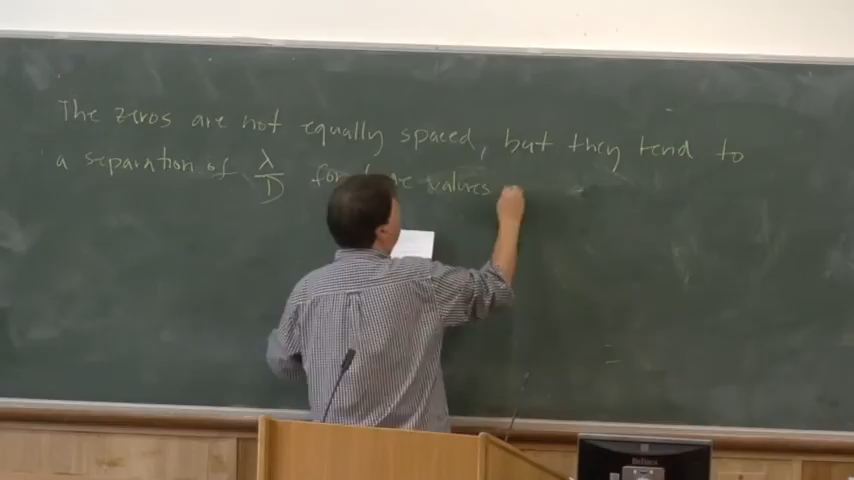 The zeros are not equally spaced, but they tend to
a separation of λ/D for values